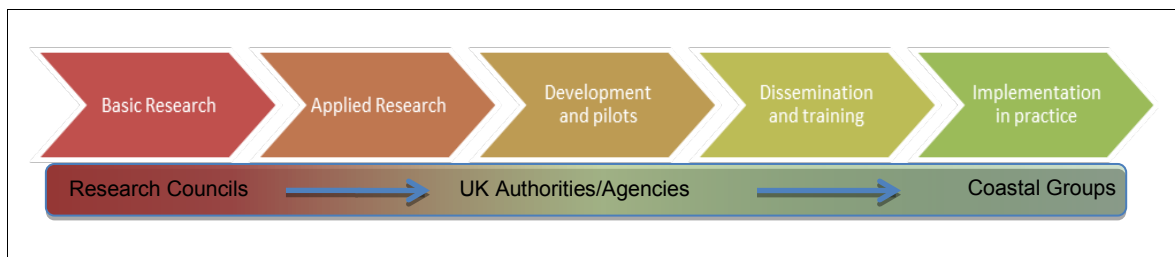 Basic Research
Applied Research
Development
and pilots
Dissemination
and training
Implementation
in practice
Research Councils
UK Authorities/Agencies
Coastal Groups